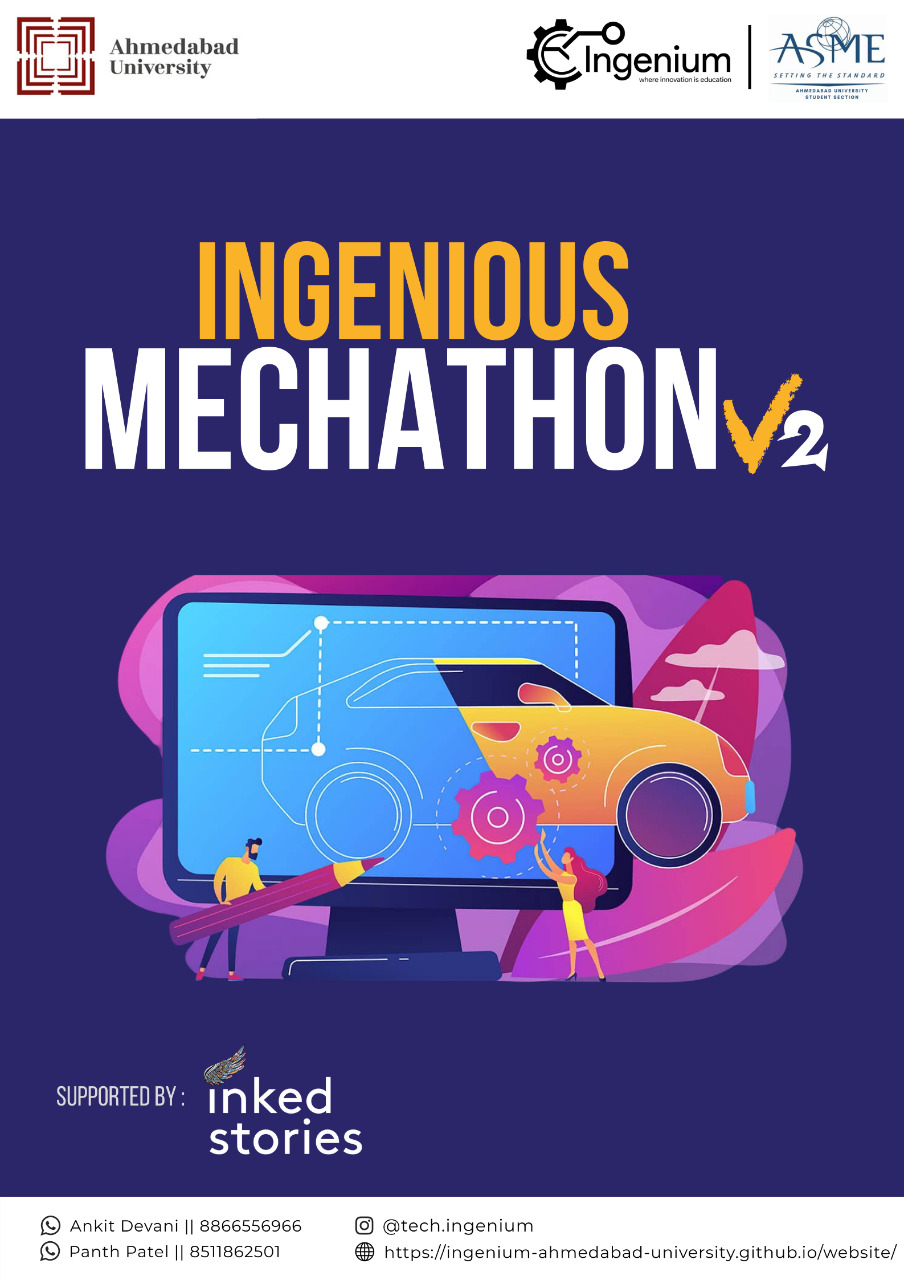 Ahmedabad
University
Ingenium
where innovation is education
ASME
SETTING THE STANDARD
AHMEDABAD UNIVERSITY
STUDENT SECTION
INGENIOUS
MECHATHON V2
SUPPORTED BY :
inked
stories
Ankit Devani || 8866556966
Panth Patel || 8511862501
@tech.ingenium
https://ingenium-ahmedabad-university.github.io/website/